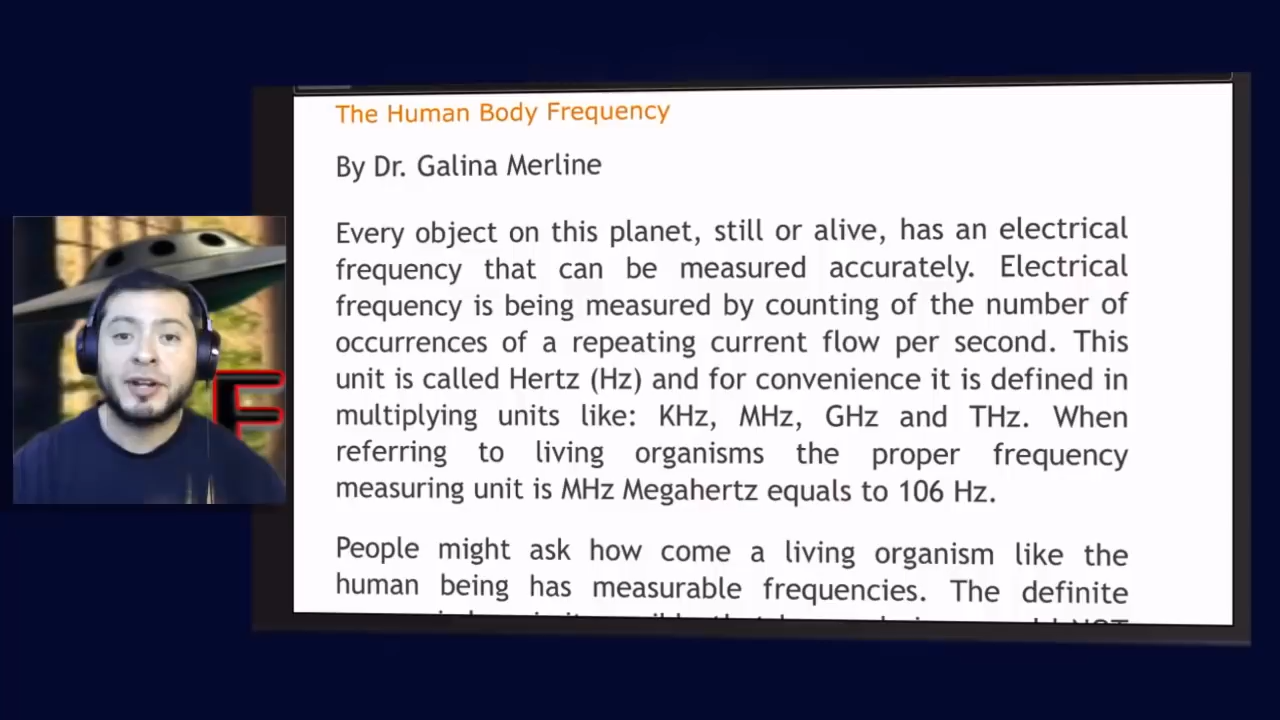 The Human Body Frequency
By Dr. Galina Merline
Every object on this planet, still or alive, has an electrical
frequency that can be measured accurately. Electrical
frequency is being measured by counting of the number of
occurrences of a repeating current flow per second. This
unit is called Hertz (Hz) and for convenience it is defined in
multiplying units like: KHz, MHz, GHz and THz. When
referring to living organisms the proper frequency
measuring unit is MHz Megahertz equals to 106 Hz.
People might ask how come a living organism like the
human being has measurable frequencies. The definite